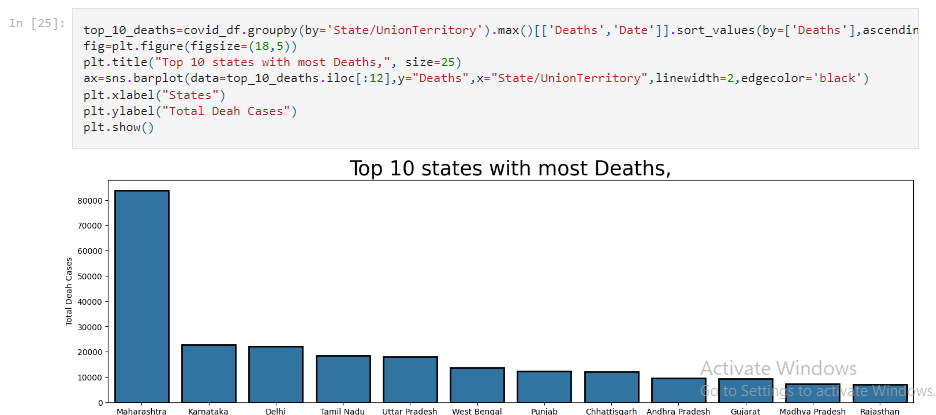 In [25]:
top_10_deaths=covid_df.groupby(by='State/UnionTerritory').max()[['Deaths','Date']].sort_values(by=['Deaths'],ascendin
fig=plt.figure(figsize=(18,5))
plt.title("Top 10 states with most Deaths,", size=25)
ax=sns.barplot(data=top_10_deaths.iloc[:12],y="Deaths",x="State/UnionTerritory",linewidth=2,edgecolor='black')
plt.xlabel("States")
plt.ylabel("Total Deah Cases")
plt.show()
Top 10 states with most Deaths,
Total Deah Cases
80000
70000
60000
50000
40000
30000
20000
10000
0
Maharashtra Karnataka Delhi Tamil Nadu Uttar Pradesh West Bengal Punjab Chhattisgarh Andhra Pradesh Gujarat Madhya Pradesh Rajasthan
Activate Windows
Go to Settings to activate Windows.